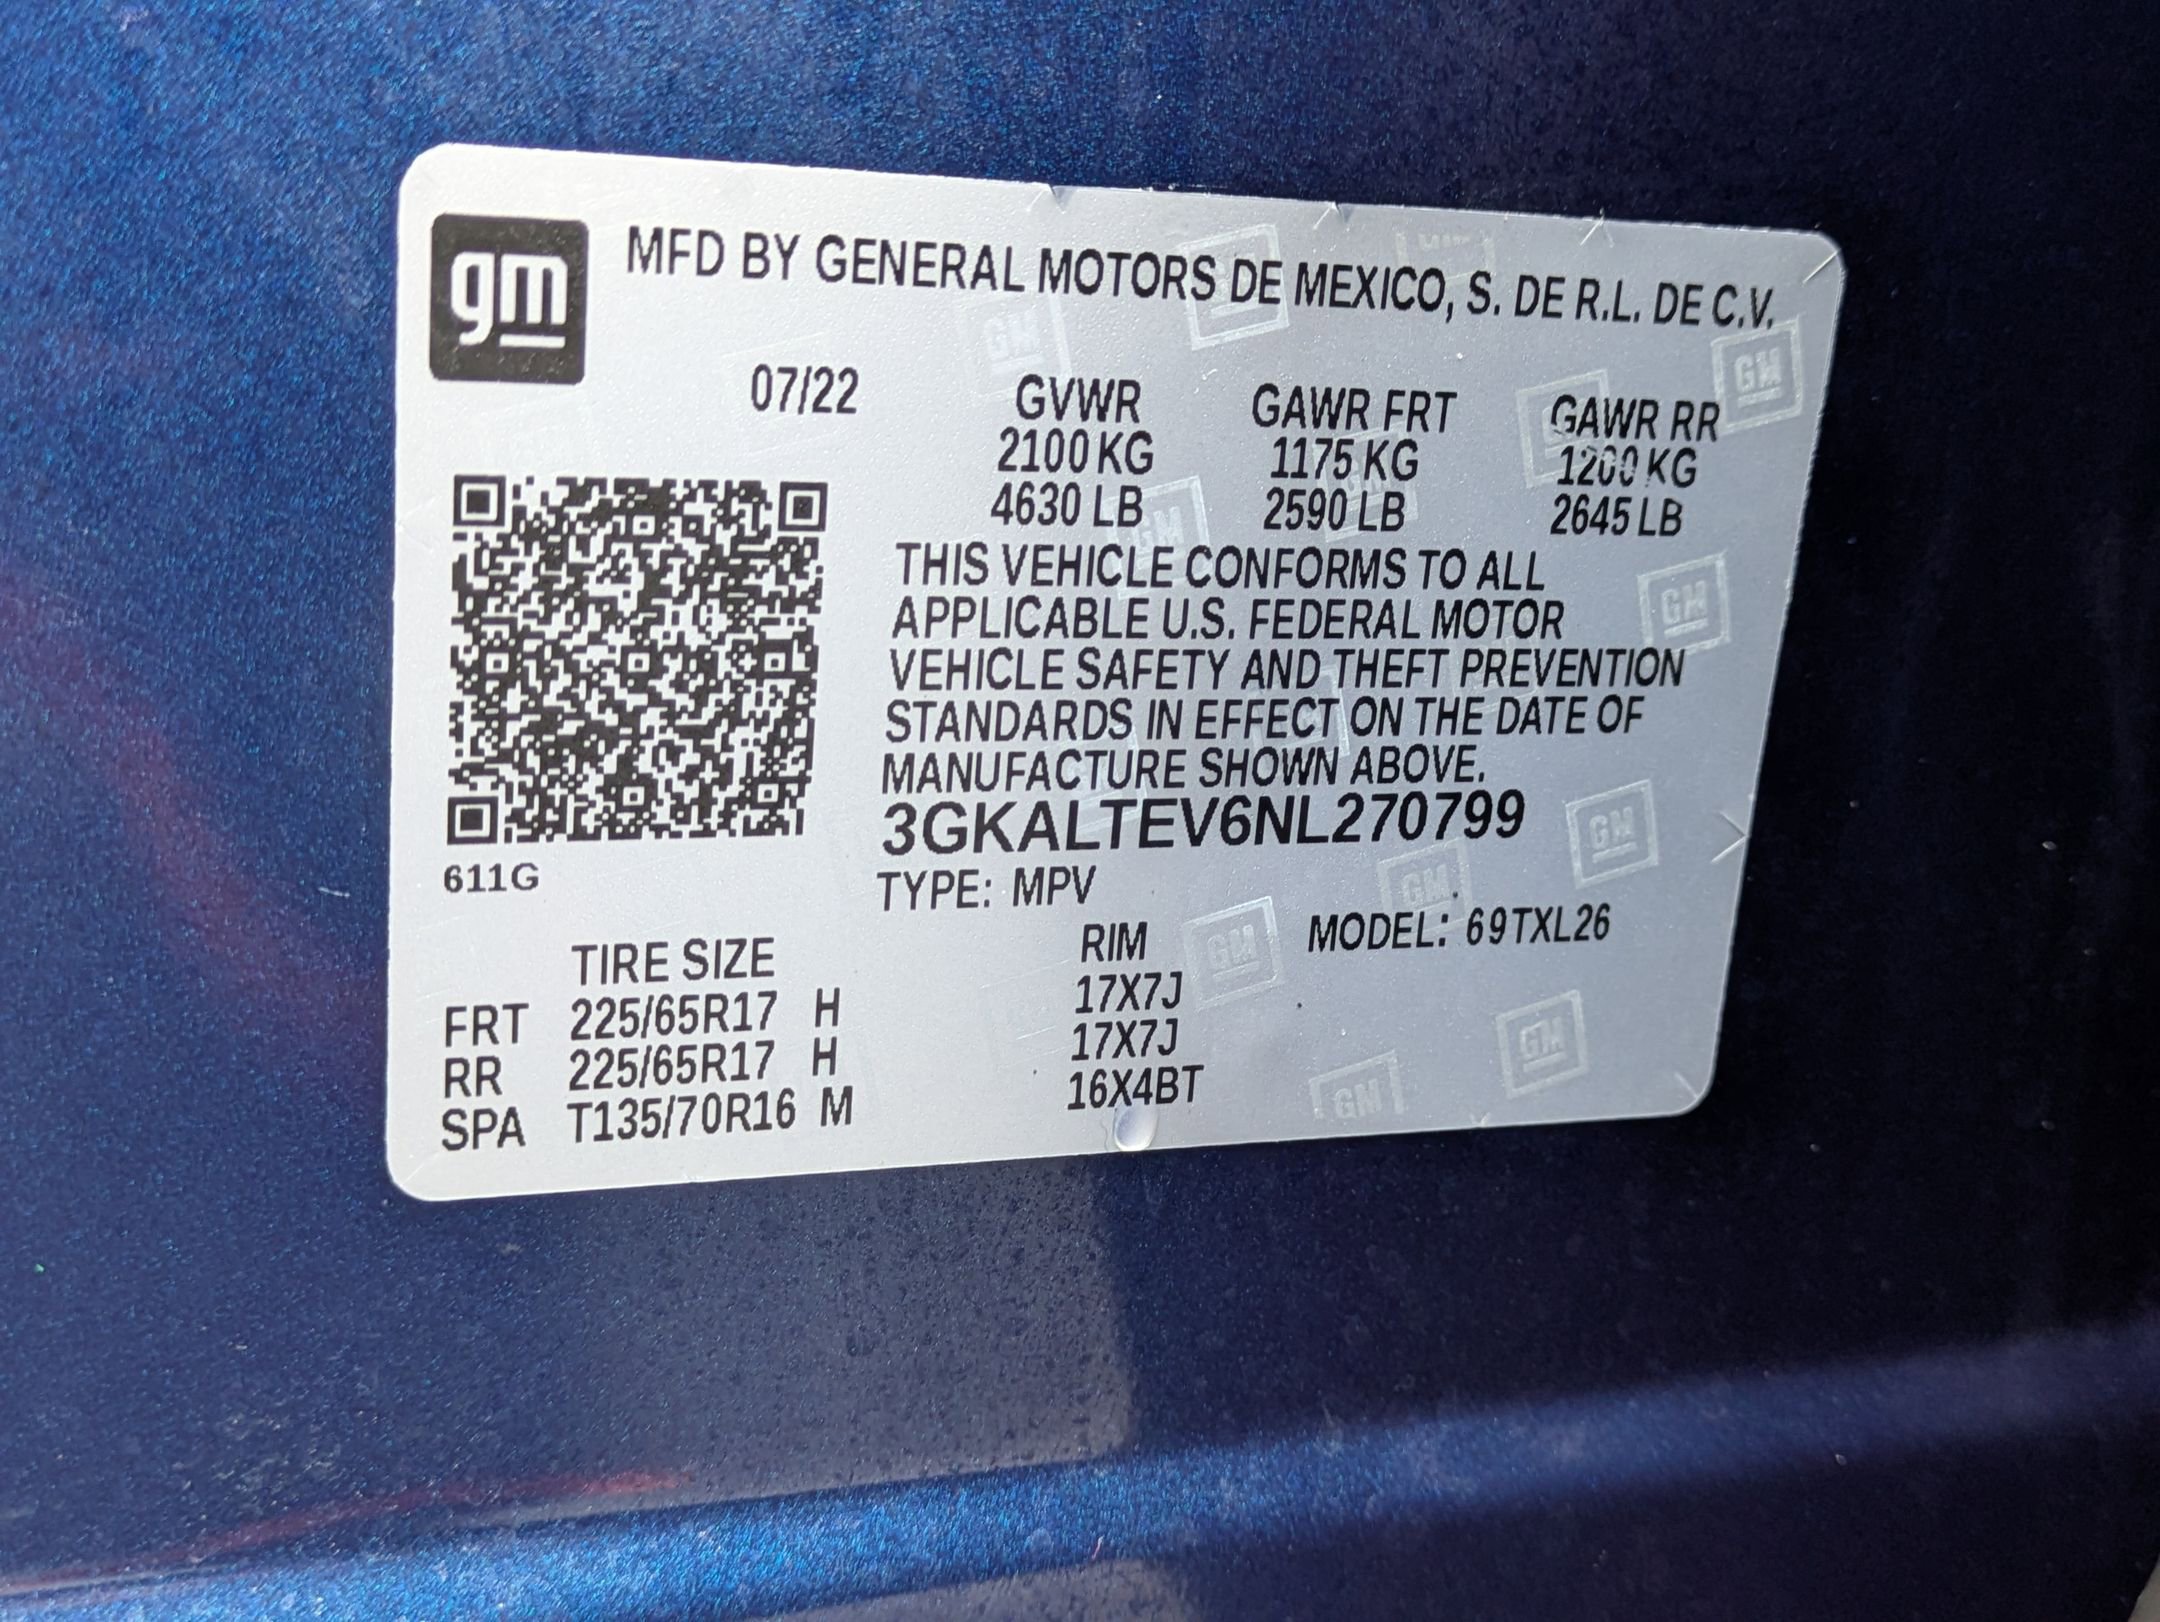 gm
MFD BY GENERAL MOTORS DE MEXICO, S. DE R.L. DE C.V.
07/22 GVWR GAWR FRT GAWR RR
2100 KG 1175 KG 1200 KG
4630 LB 2590 LB 2645 LB
THIS VEHICLE CONFORMS TO ALL
APPLICABLE U.S. FEDERAL MOTOR
VEHICLE SAFETY AND THEFT PREVENTION
STANDARDS IN EFFECT ON THE DATE OF
MANUFACTURE SHOWN ABOVE.
3GKALTEV6NL270799
611G
TYPE: MPV
MODEL: 69TXL26
TIRE SIZE RIM
FRT 225/65R17 H 17X7J
RR 225/65R17 H 17X7J
SPA T135/70R16 M 16X4BT